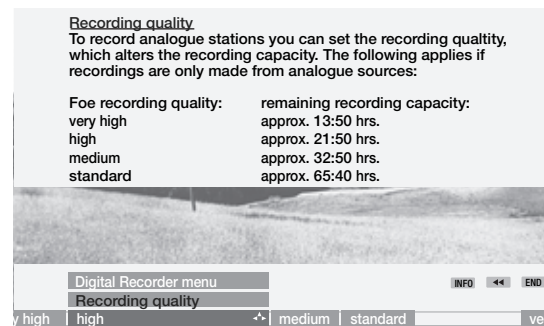 Recording quality
To record analogue stations you can set the recording qualtity,
which alters the recording capacity. The following applies if
recordings are only made from analogue sources:
Foe recording quality: remaining recording capacity:
very high approx. 13:50 hrs.
high approx. 21:50 hrs.
medium approx. 32:50 hrs.
standard approx. 65:40 hrs.
Digital Recorder menu INFO END
Recording quality
y high high medium standard ve